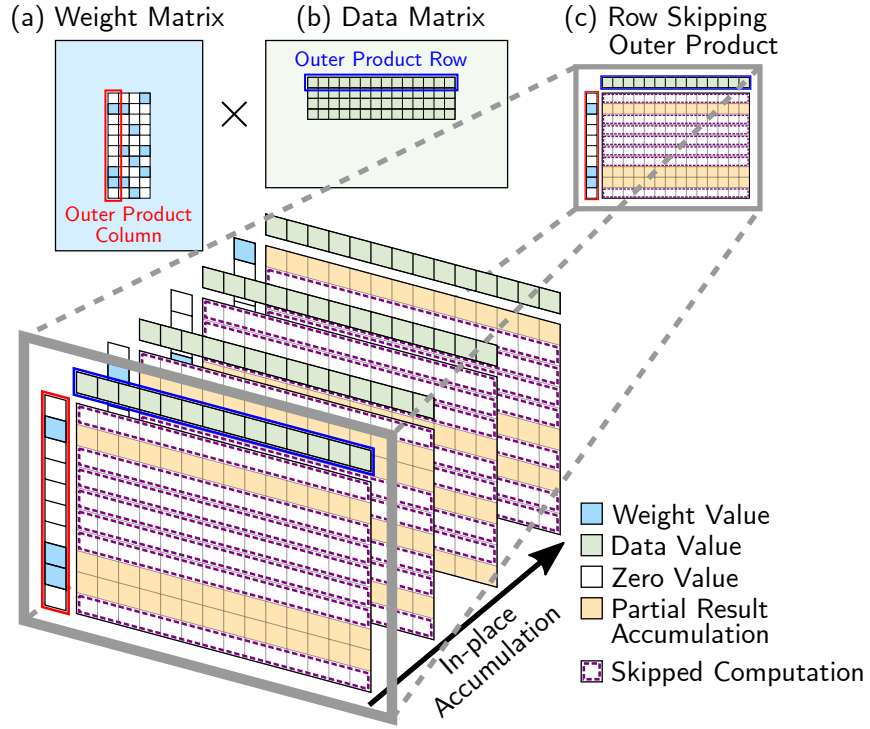 (a) Weight Matrix
(b) Data Matrix
(c) Row Skipping
Outer Product
Outer Product Row
Outer Product
Column
In-place
Accumulation
Weight Value
Data Value
Zero Value
Partial Result
Accumulation
Skipped Computation